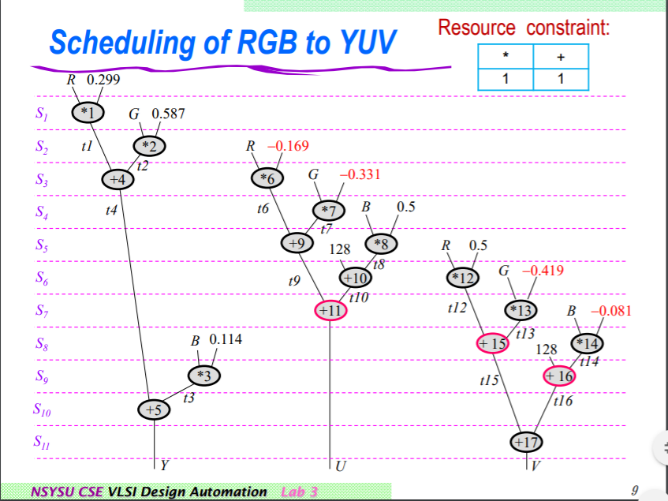 Scheduling of RGB to YUV
Resource constraint:
* +
1 1
R 0.299
S1 *1 G 0.587
S2 t1 *2 R -0.169
t2
S3 +4 *6 G -0.331
S4 t4 t6 *7 B 0.5
t7
S5 +9 128 *8 R 0.5
t8
S6 t9 +10 *12 G -0.419
t10
S7 +11 t12 *13 B -0.081
t13
S8 B 0.114 + 15 128 *14
t14
S9 *3 t15 + 16
t3 t16
S10 +5
S11 +17
Y U V
NSYSU CSE VLSI Design Automation Lab 3 9